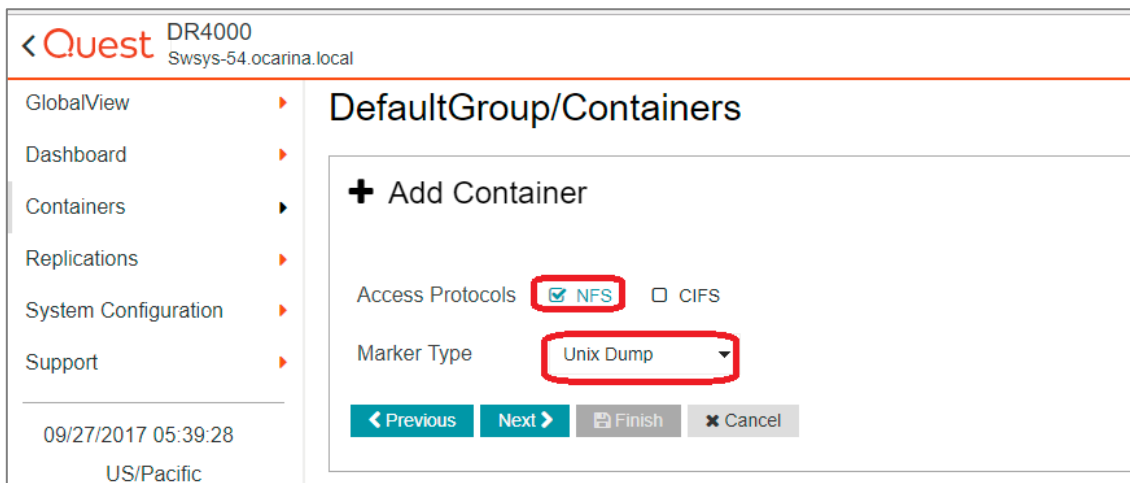 Quest DR4000
Swsys-54.ocarina.local
GlobalView
Dashboard
Containers
Replications
System Configuration
Support
09/27/2017 05:39:28
US/Pacific
DefaultGroup/Containers
Add Container
Access Protocols NFS CIFS
Marker Type Unix Dump
Previous Next Finish Cancel